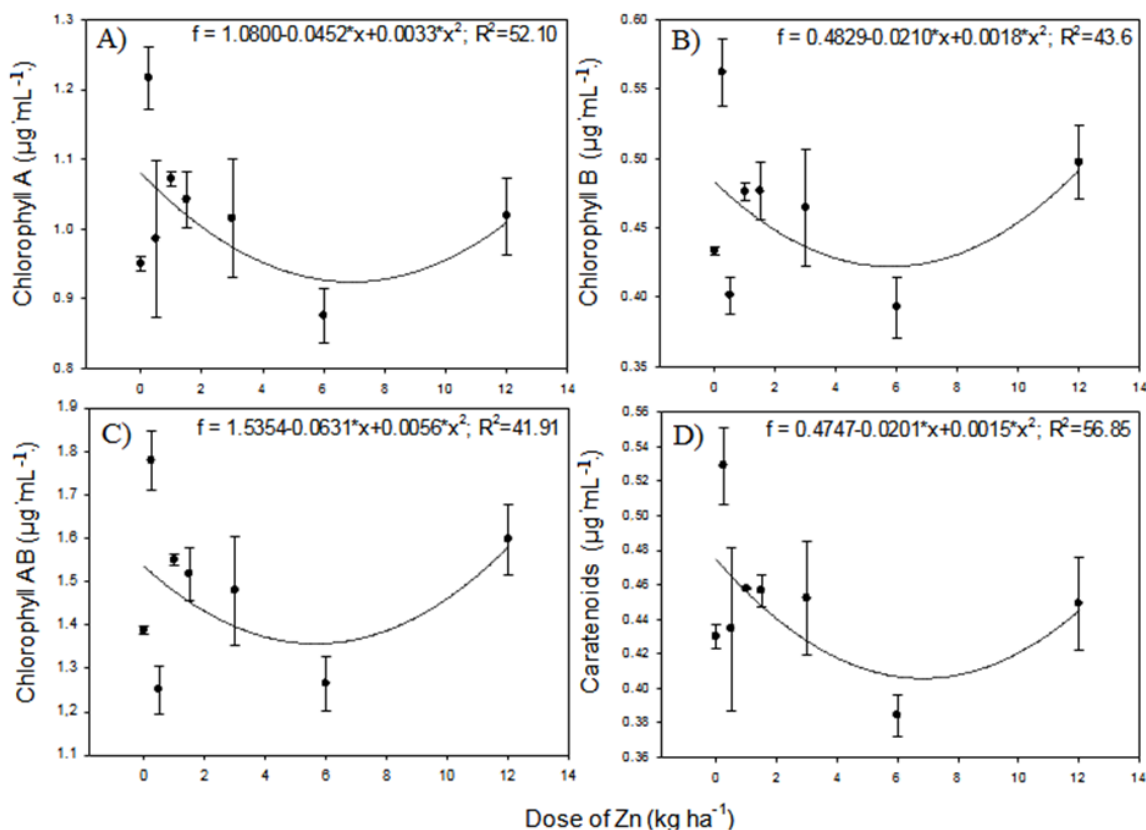 A)
f = 1.0800-0.0452*x+0.0033*x²; R²=52.10
Chlorophyll A (µg mL⁻¹)
1.3
1.2
1.1
1.0
0.9
0.8
0 2 4 6 8 10 12 14
B)
f = 0.4829-0.0210*x+0.0018*x²; R²=43.6
Chlorophyll B (µg mL⁻¹)
0.60
0.55
0.50
0.45
0.40
0.35
0 2 4 6 8 10 12 14
C)
f = 1.5354-0.0631*x+0.0056*x²; R²=41.91
Chlorophyll AB (µg mL⁻¹)
1.9
1.8
1.7
1.6
1.5
1.4
1.3
1.2
1.1
0 2 4 6 8 10 12 14
D)
f = 0.4747-0.0201*x+0.0015*x²; R²=56.85
Caratenoids (µg mL⁻¹)
0.56
0.54
0.52
0.50
0.48
0.46
0.44
0.42
0.40
0.38
0.36
0 2 4 6 8 10 12 14
Dose of Zn (kg ha⁻¹)